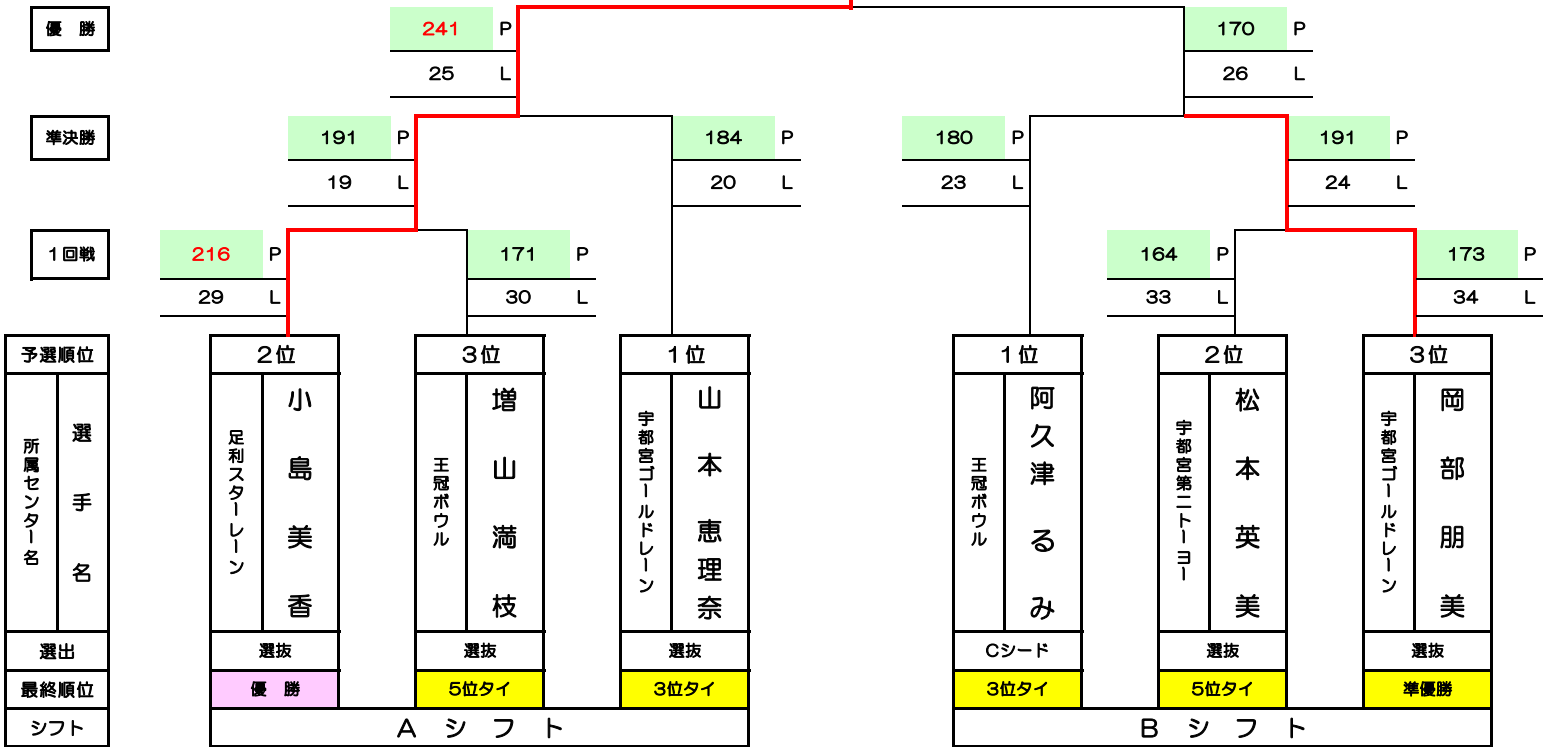 優 勝
241 P
170 P
25 L
26 L
準決勝
191 P
184 P
180 P
191 P
19 L
20 L
23 L
24 L
1回戦
216 P
171 P
164 P
173 P
29 L
30 L
33 L
34 L
予選順位
2位
3位
1位
1位
2位
3位
所属センター名
選手名
足利スターレーン
小島美香
王冠ボウル
増山満枝
宇都宮ゴールドレーン
山本恵理奈
王冠ボウル
阿久津るみ
宇都宮第二トーヨー
松本英美
宇都宮ゴールドレーン
岡部朋美
選出
選抜
選抜
選抜
Cシード
選抜
選抜
最終順位
優 勝
5位タイ
3位タイ
3位タイ
5位タイ
準優勝
シフト
A シ フ ト
B シ フ ト